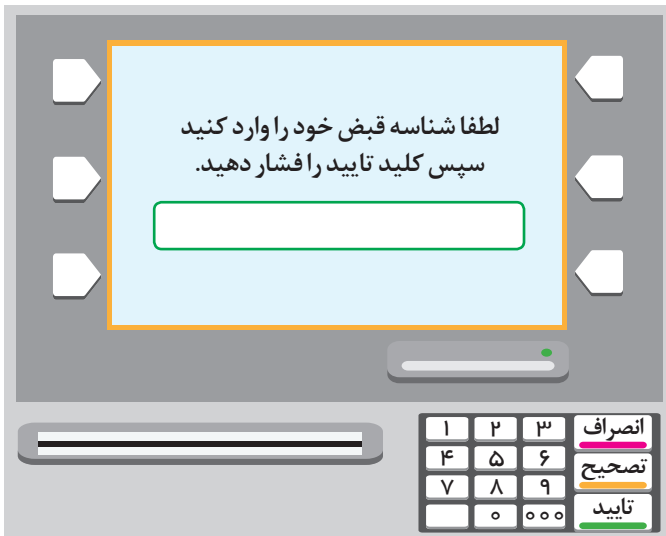 لطفا شناسه قبض خود را وارد کنید
سپس کلید تایید را فشار دهید.
۱ ۲ ۳ انصراف
۴ ۵ ۶ تصحیح
۷ ۸ ۹
۰ ۰۰۰ تایید